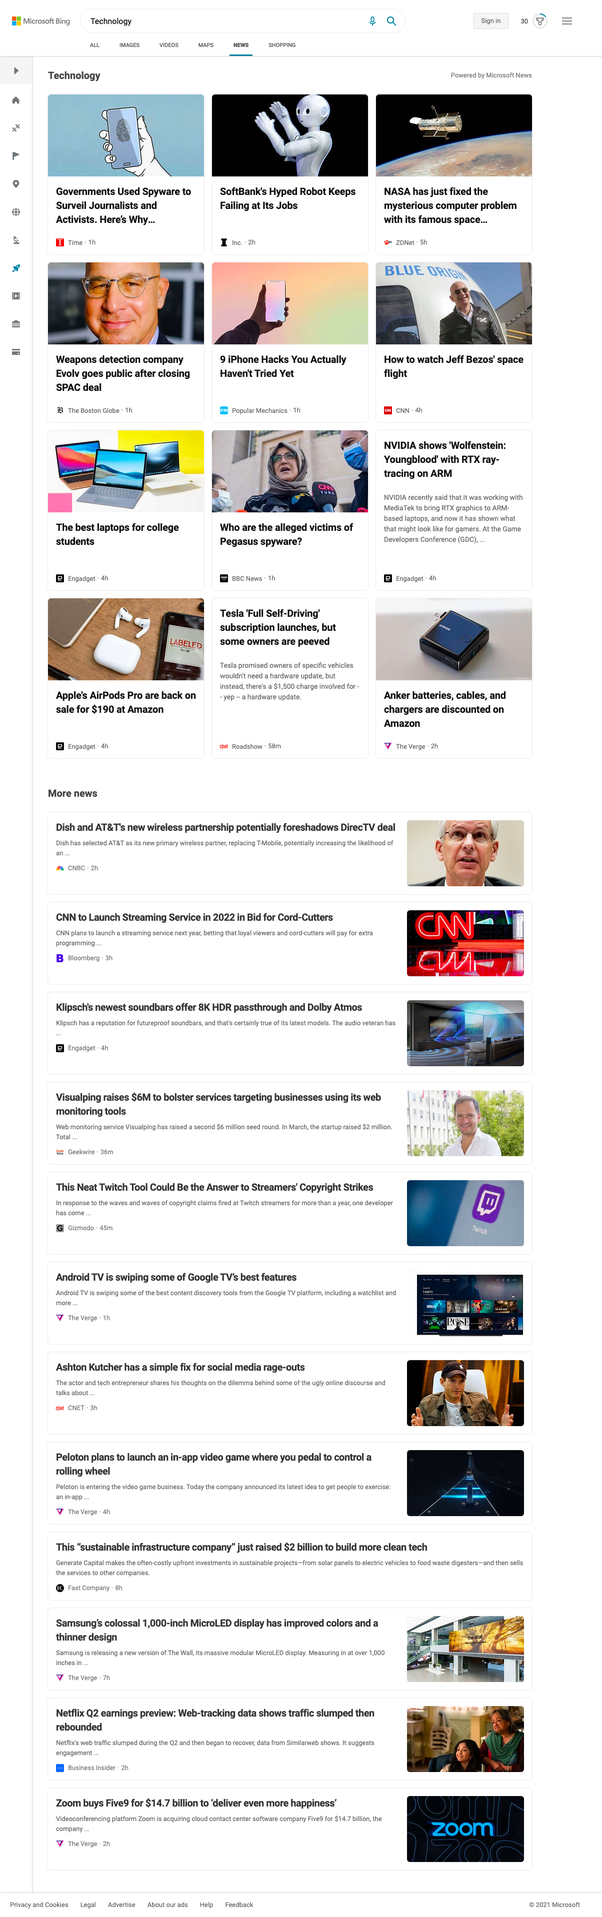 Microsoft Bing
Technology
Sign in
30
ALL
IMAGES
VIDEOS
MAPS
NEWS
SHOPPING
Technology
Powered by Microsoft News
Governments Used Spyware to
Surveil Journalists and
Activists. Here's Why...
Time · 1h
SoftBank's Hyped Robot Keeps
Failing at Its Jobs
Inc. · 2h
NASA has just fixed the
mysterious computer problem
with its famous space...
ZDNet · 5h
Weapons detection company
Evolv goes public after closing
SPAC deal
The Boston Globe · 1h
9 iPhone Hacks You Actually
Haven't Tried Yet
Popular Mechanics · 1h
BLUE ORIGIN
How to watch Jeff Bezos' space
flight
CNN · 4h
The best laptops for college
students
Engadget · 4h
CNN
TURK
Who are the alleged victims of
Pegasus spyware?
BBC News · 1h
NVIDIA shows 'Wolfenstein:
Youngblood' with RTX ray-
tracing on ARM
NVIDIA recently said that it was working with
MediaTek to bring RTX graphics to ARM-
based laptops, and now it has shown what
that might look like for gamers. At the Game
Developers Conference (GDC), ...
Engadget · 4h
LABELED
Apple's AirPods Pro are back on
sale for $190 at Amazon
Engadget · 4h
Tesla 'Full Self-Driving'
subscription launches, but
some owners are peeved
Tesla promised owners of specific vehicles
wouldn't need a hardware update, but
instead, there's a $1,500 charge involved for -
- yep -- a hardware update.
Roadshow · 58m
Anker batteries, cables, and
chargers are discounted on
Amazon
The Verge · 2h
More news
Dish and AT&T's new wireless partnership potentially foreshadows DirecTV deal
Dish has selected AT&T as its new primary wireless partner, replacing T-Mobile, potentially increasing the likelihood of
an ...
CNBC · 2h
CNN to Launch Streaming Service in 2022 in Bid for Cord-Cutters
CNN plans to launch a streaming service next year, betting that loyal viewers and cord-cutters will pay for extra
programming ...
Bloomberg · 3h
CNN
Klipsch's newest soundbars offer 8K HDR passthrough and Dolby Atmos
Klipsch has a reputation for futureproof soundbars, and that's certainly true of its latest models. The audio veteran has
...
Engadget · 4h
Visualping raises $6M to bolster services targeting businesses using its web
monitoring tools
Web monitoring service Visualping has raised a second $6 million seed round. In March, the startup raised $2 million.
Total ...
Geekwire · 36m
This Neat Twitch Tool Could Be the Answer to Streamers' Copyright Strikes
In response to the waves and waves of copyright claims fired at Twitch streamers for more than a year, one developer
has come ...
Gizmodo · 45m
Twitch
Android TV is swiping some of Google TV's best features
Android TV is swiping some of the best content discovery tools from the Google TV platform, including a watchlist and
more ...
The Verge · 1h
Ashton Kutcher has a simple fix for social media rage-outs
The actor and tech entrepreneur shares his thoughts on the dilemma behind some of the ugly online discourse and
talks about ...
CNET · 3h
Peloton plans to launch an in-app video game where you pedal to control a
rolling wheel
Peloton is entering the video game business. Today the company announced its latest idea to get people to exercise:
an in-app ...
The Verge · 4h
This “sustainable infrastructure company” just raised $2 billion to build more clean tech
Generate Capital makes the often-costly upfront investments in sustainable projects—from solar panels to electric vehicles to food waste digesters—and then sells
the services to other companies.
Fast Company · 8h
Samsung's colossal 1,000-inch MicroLED display has improved colors and a
thinner design
Samsung is releasing a new version of The Wall, its massive modular MicroLED display. Measuring in at over 1,000
inches in ...
The Verge · 7h
Netflix Q2 earnings preview: Web-tracking data shows traffic slumped then
rebounded
Netflix's web traffic slumped during the Q2 and then began to recover, data from Similarweb shows. It suggests
engagement ...
Business Insider · 2h
Zoom buys Five9 for $14.7 billion to ‘deliver even more happiness’
Videoconferencing platform Zoom is acquiring cloud contact center software company Five9 for $14.7 billion, the
company ...
The Verge · 2h
zoom
Privacy and Cookies
Legal
Advertise
About our ads
Help
Feedback
© 2021 Microsoft